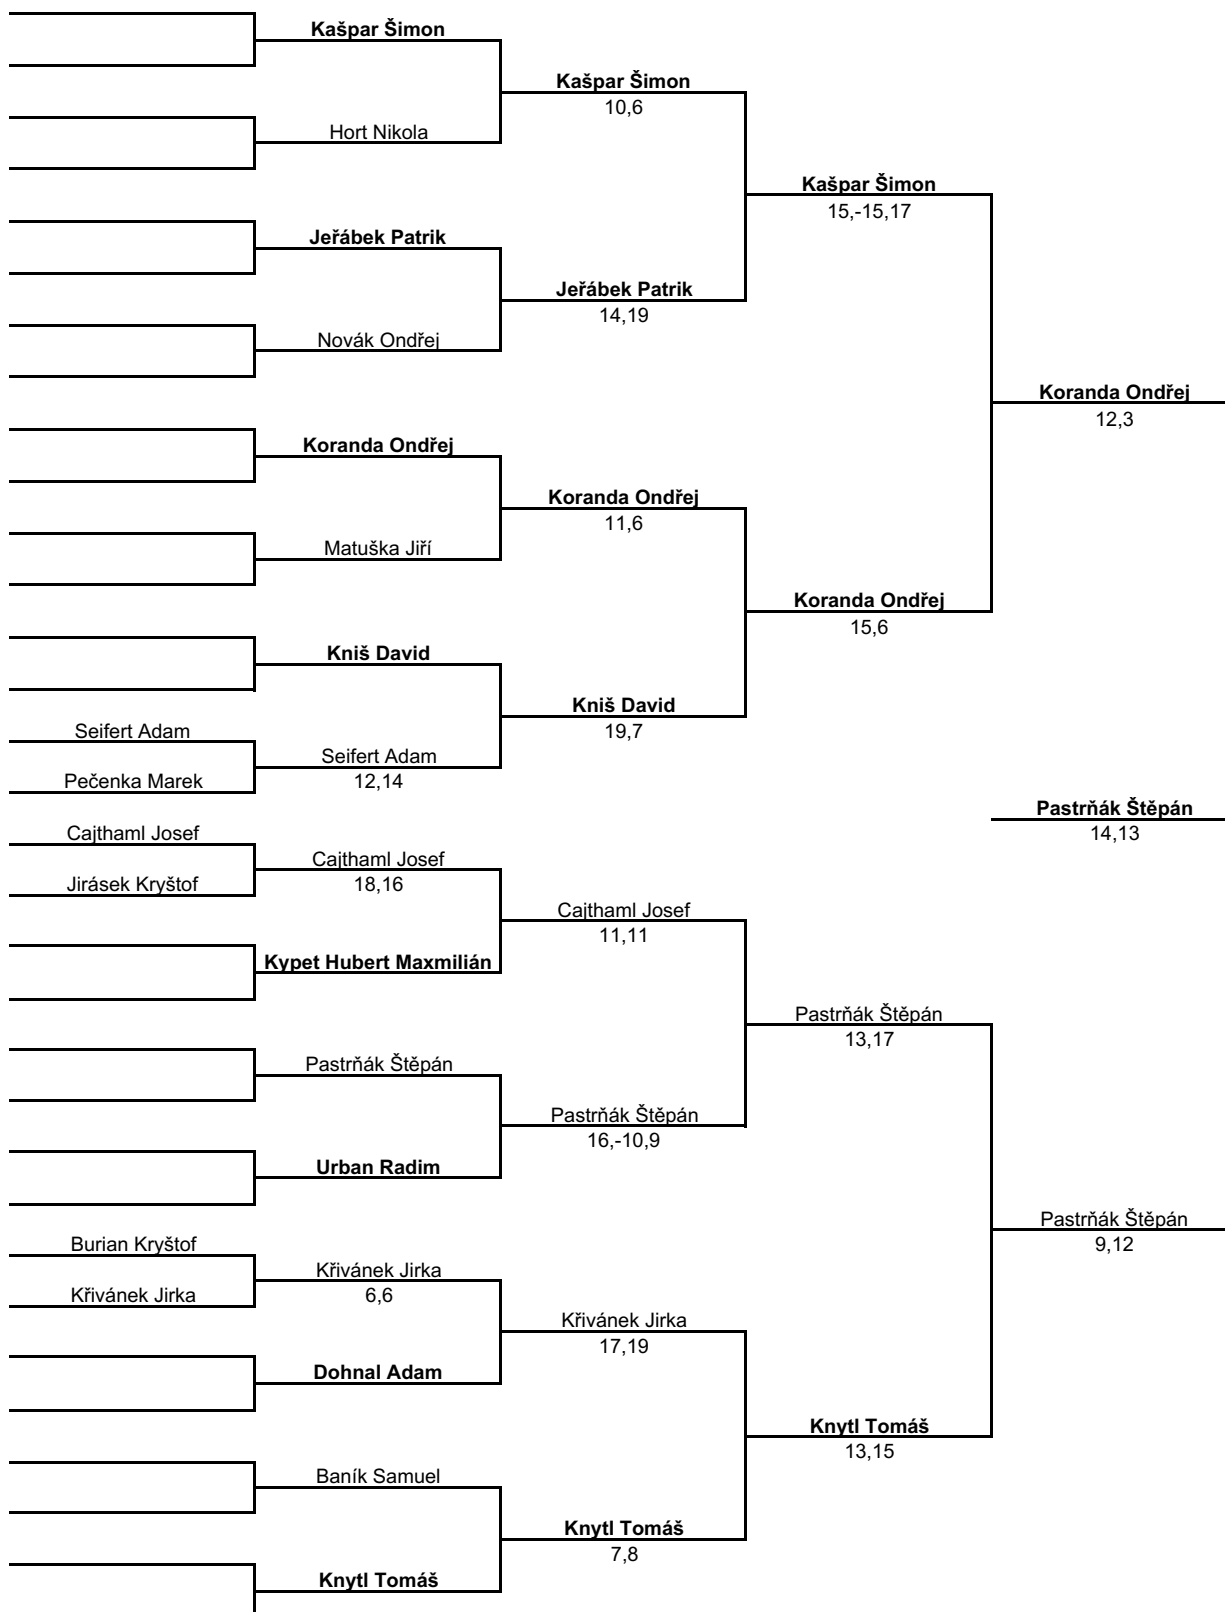 Kašpar Šimon
Kašpar Šimon
10,6
Hort Nikola
Kašpar Šimon
15,-15,17
Jeřábek Patrik
Jeřábek Patrik
14,19
Novák Ondřej
Koranda Ondřej
12,3
Koranda Ondřej
Koranda Ondřej
11,6
Matuška Jiří
Koranda Ondřej
15,6
Kniš David
Kniš David
19,7
Seifert Adam
Seifert Adam
12,14
Pečenka Marek
Pastrňák Štěpán
14,13
Cajthaml Josef
Cajthaml Josef
18,16
Jirásek Kryštof
Cajthaml Josef
11,11
Kypet Hubert Maxmilián
Pastrňák Štěpán
13,17
Pastrňák Štěpán
Pastrňák Štěpán
16,-10,9
Urban Radim
Pastrňák Štěpán
9,12
Burian Kryštof
Křivánek Jirka
6,6
Křivánek Jirka
Křivánek Jirka
17,19
Dohnal Adam
Knytl Tomáš
13,15
Baník Samuel
Knytl Tomáš
7,8
Knytl Tomáš